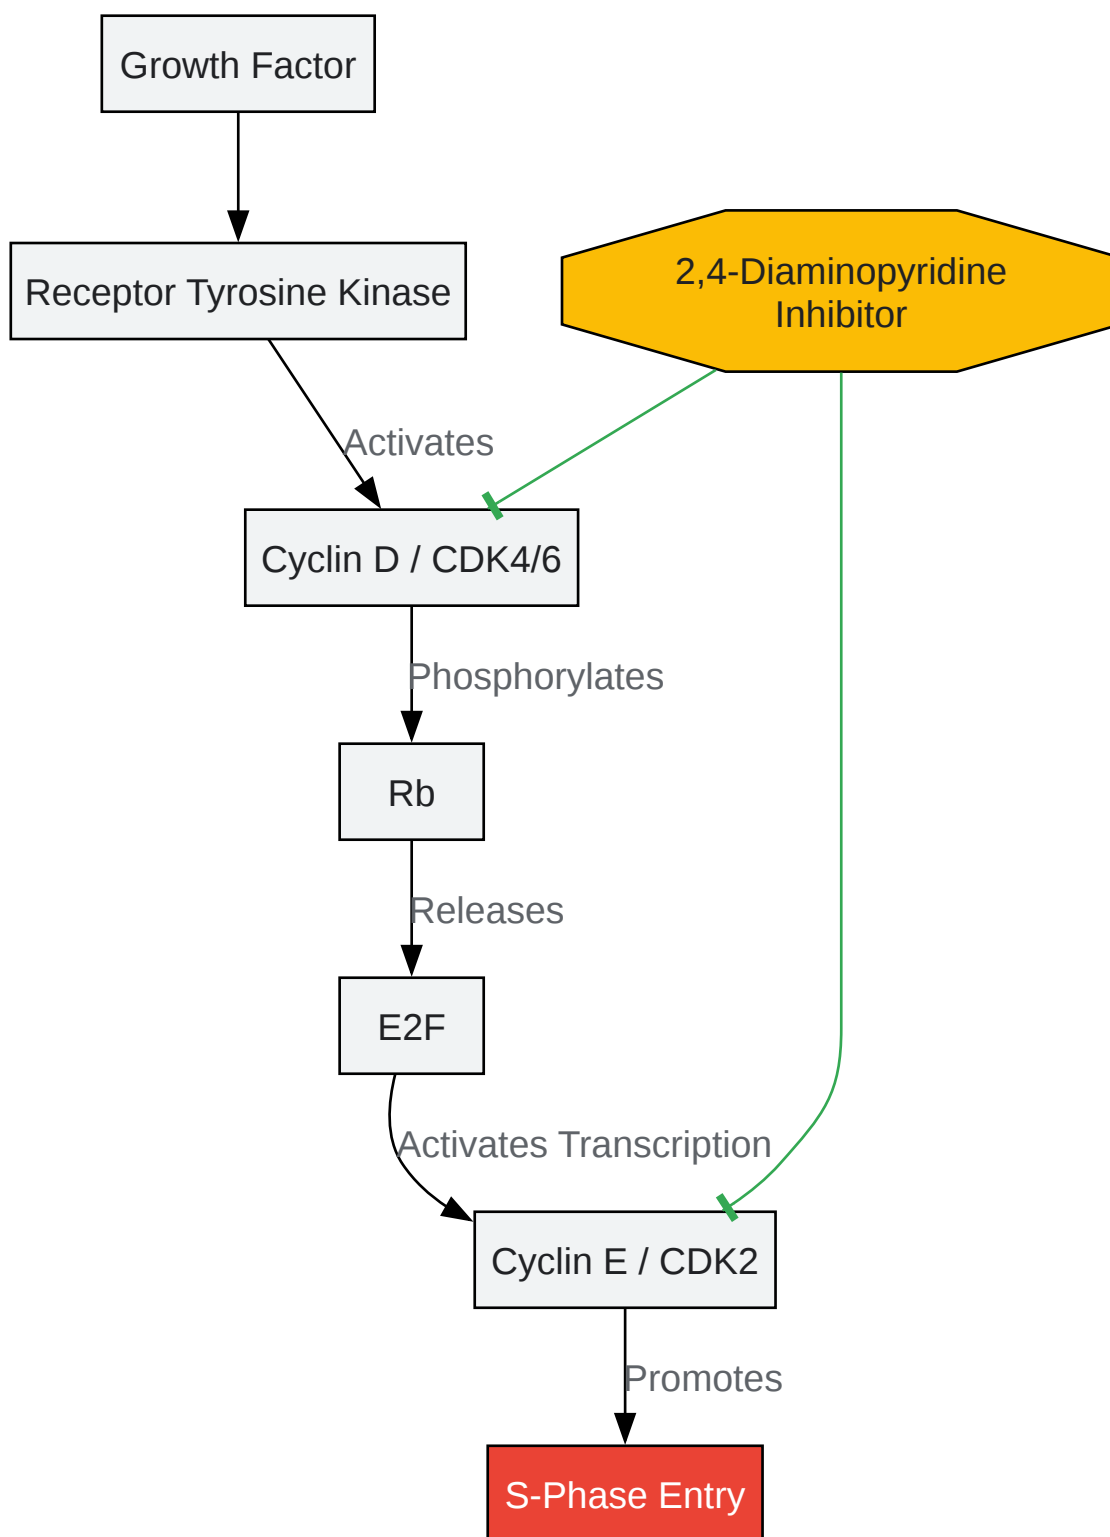 Growth Factor
Receptor Tyrosine Kinase
2,4-Diaminopyridine
Inhibitor
Activates
Cyclin D / CDK4/6
Phosphorylates
Rb
Releases
E2F
Activates Transcription
Cyclin E / CDK2
Promotes
S-Phase Entry